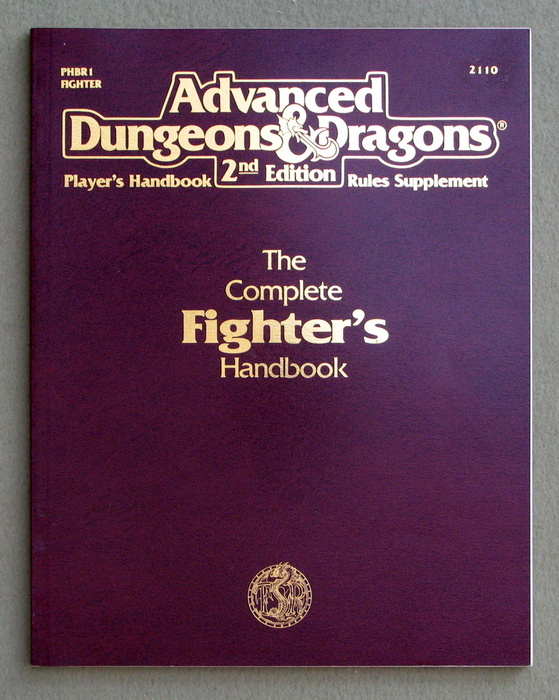 PHBR1
FIGHTER
2110
Advanced
Dungeons & Dragons®
Player's Handbook 2nd Edition Rules Supplement
The
Complete
Fighter's
Handbook
TSR